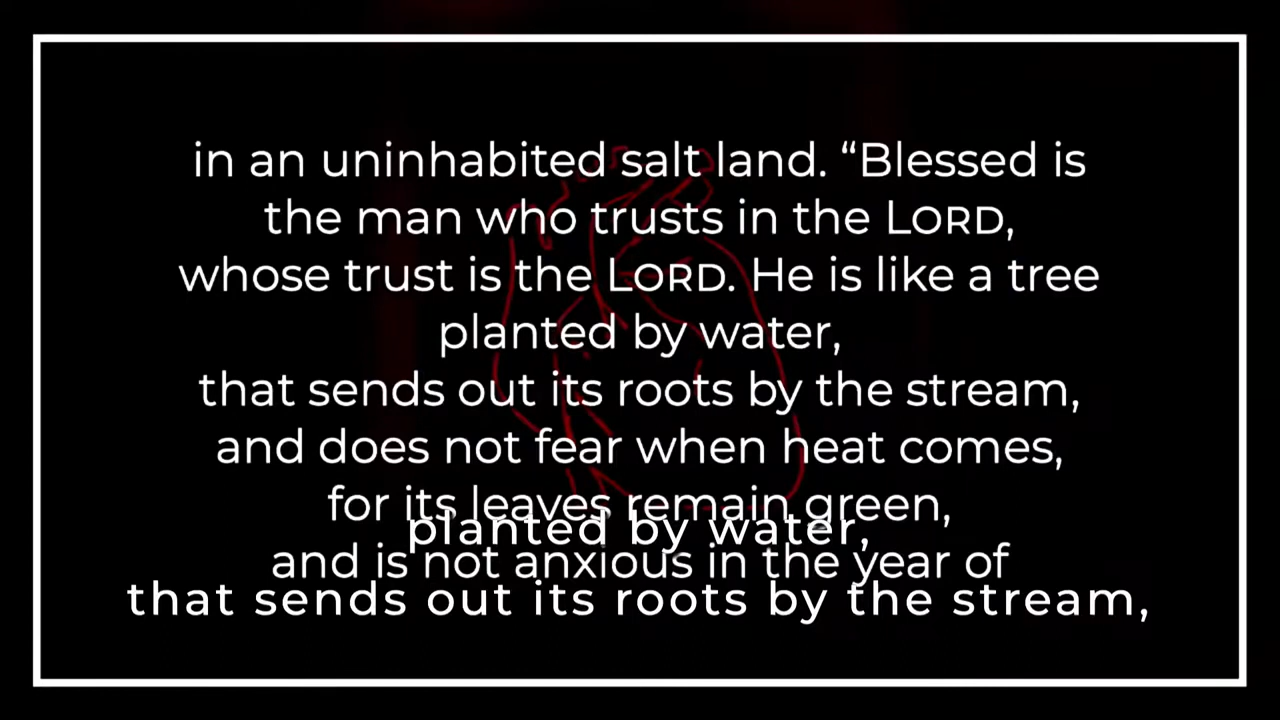 in an uninhabited salt land. “Blessed is
the man who trusts in the LORD,
whose trust is the LORD. He is like a tree
planted by water,
that sends out its roots by the stream,
and does not fear when heat comes,
for its leaves remain green,
planted by water,
and is not anxious in the year of
that sends out its roots by the stream,